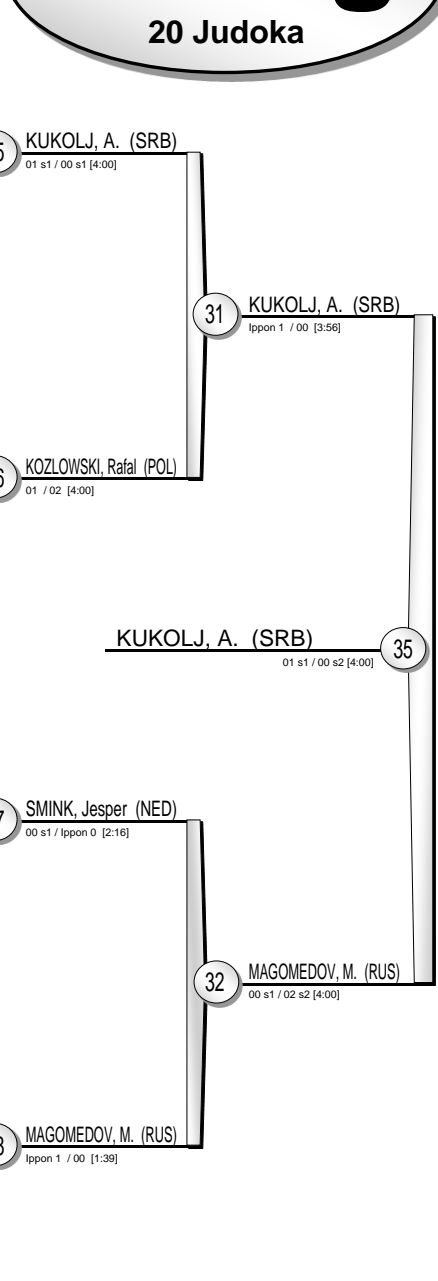 20 Judoka
KUKOLJ, A. (SRB)
01 s1 / 00 s1 [4:00]
31
KUKOLJ, A. (SRB)
Ippon 1 / 00 [3:56]
KOZLOWSKI, Rafal (POL)
01 / 02 [4:00]
KUKOLJ, A. (SRB)
01 s1 / 00 s2 [4:00]
35
SMINK, Jesper (NED)
00 s1 / Ippon 0 [2:16]
32
MAGOMEDOV, M. (RUS)
00 s1 / 02 s2 [4:00]
MAGOMEDOV, M. (RUS)
Ippon 1 / 00 [1:39]